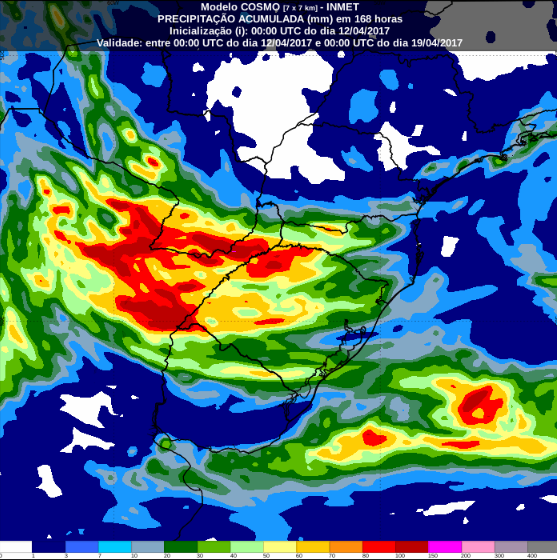 Modelo COSMO [7 x 7 km] - INMET
PRECIPITAÇÃO ACUMULADA (mm) em 168 horas
Inicialização (i): 00:00 UTC do dia 12/04/2017
Validade: entre 00:00 UTC do dia 12/04/2017 e 00:00 UTC do dia 19/04/2017
1 3 7 10 20 30 40 50 60 70 80 100 200 300 400